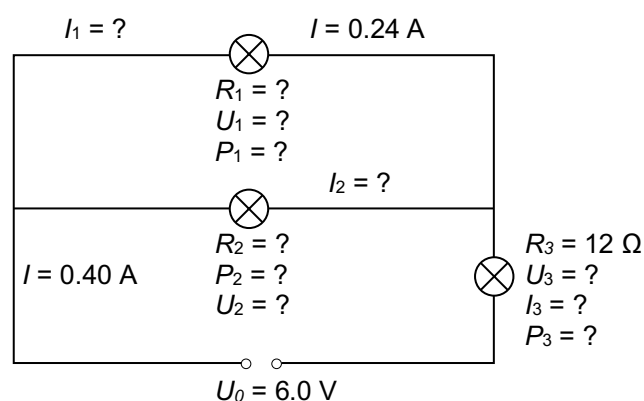 I1 = ?
I = 0.24 A
R1 = ?
U1 = ?
P1 = ?
I2 = ?
R2 = ?
P2 = ?
U2 = ?
I = 0.40 A
R3 = 12 Ω
U3 = ?
I3 = ?
P3 = ?
U0 = 6.0 V